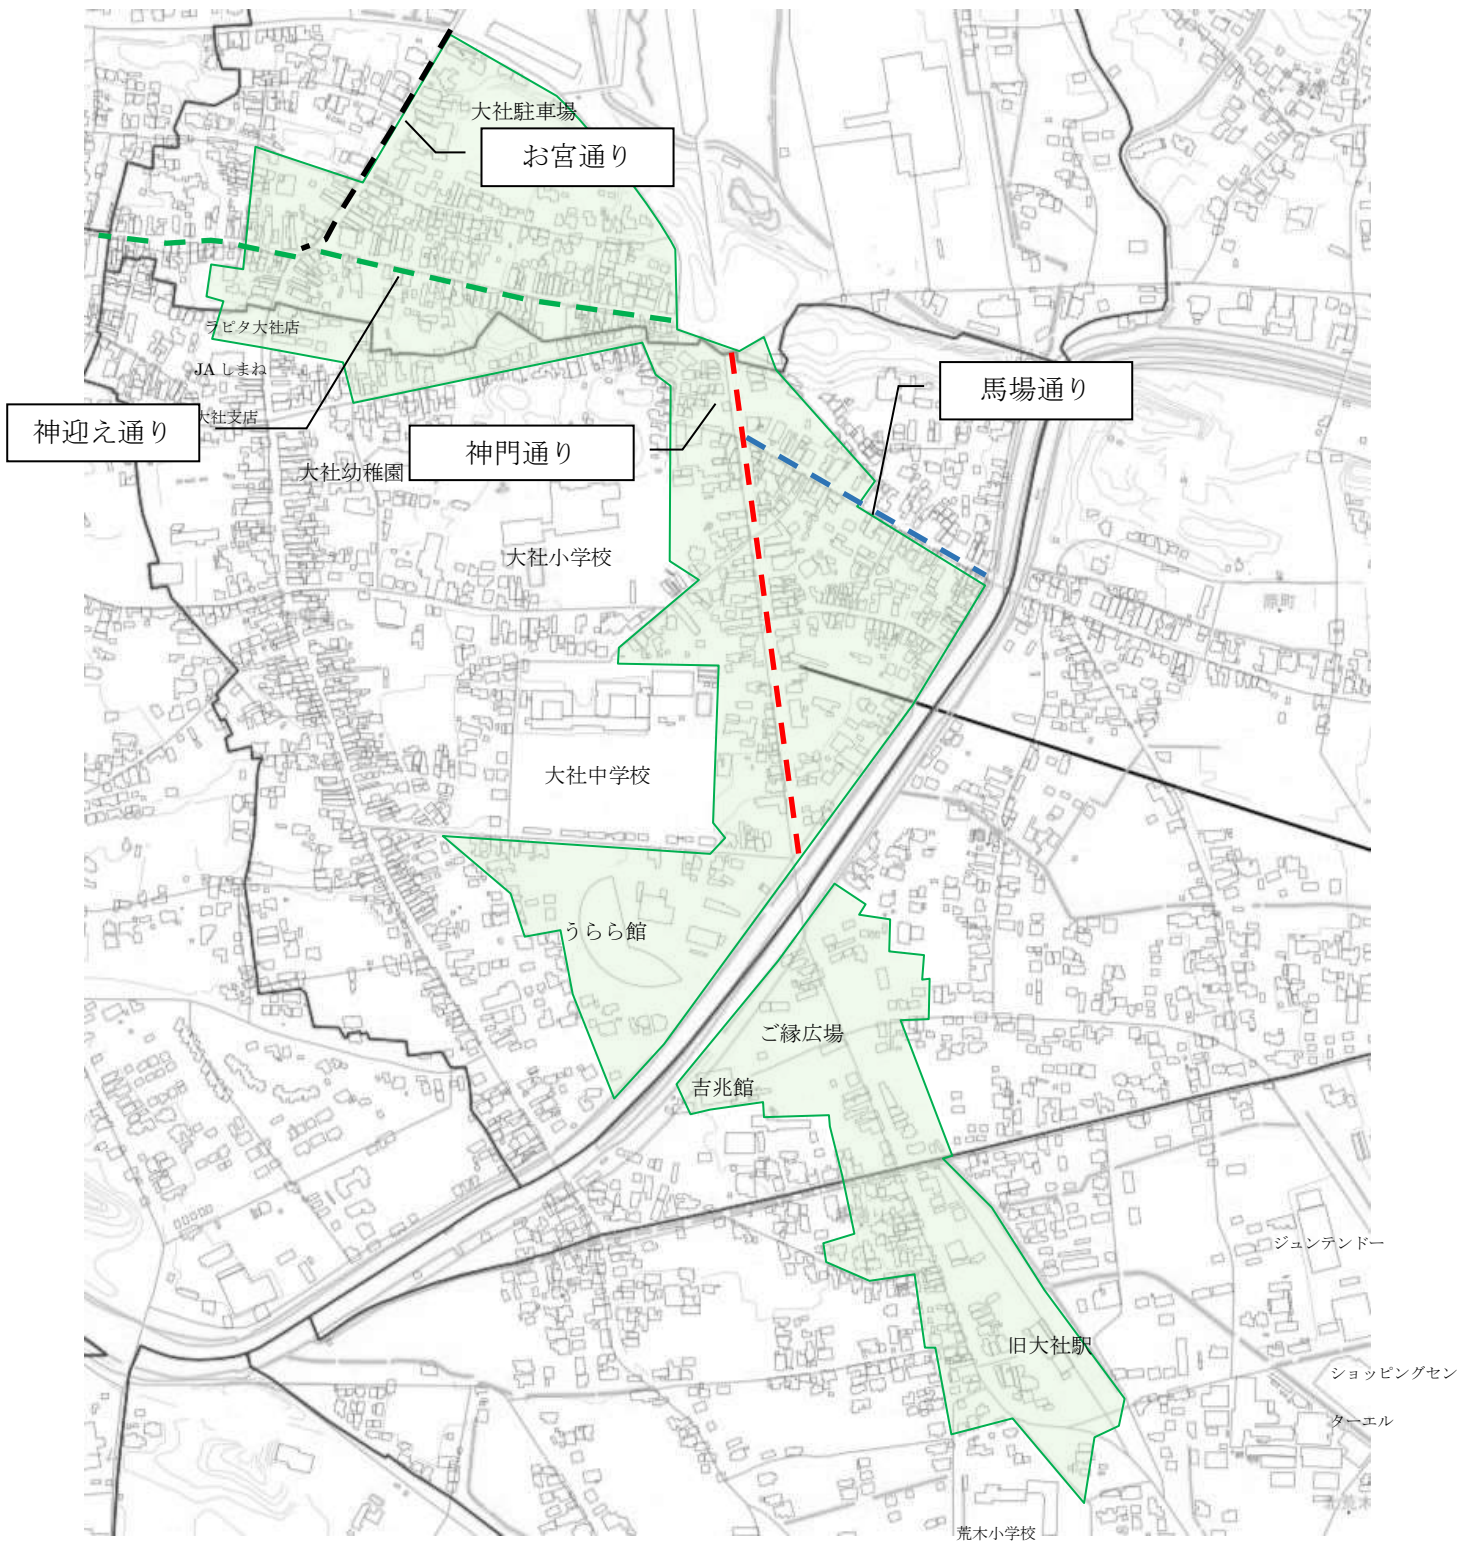 大社駐車場
お宮通り
ラピタ大社店
JAしまね
大社支店
馬場通り
神迎え通り
神門通り
大社幼稚園
大社小学校
原町
大社中学校
うらら館
ご縁広場
吉兆館
ジュンテンドー
旧大社駅
ショッピングセン
ターエル
荒木小学校